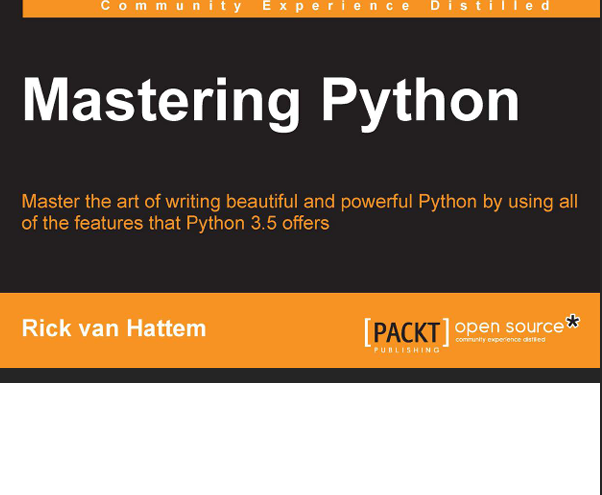 Community Experience Distilled
Mastering Python
Master the art of writing beautiful and powerful Python by using all
of the features that Python 3.5 offers
Rick van Hattem
[PACKT] open source*
PUBLISHING community experience distilled